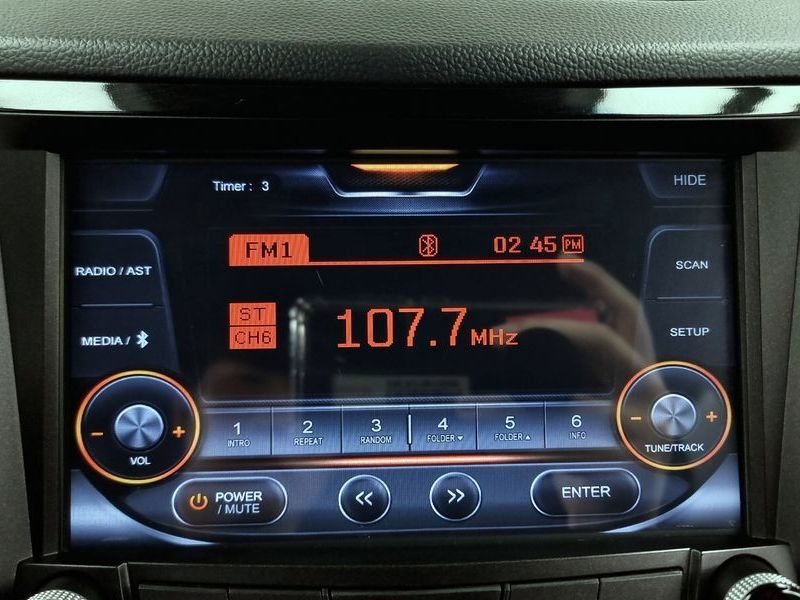 Timer : 3
HIDE
FM1
02 45 PM
RADIO / AST
SCAN
ST
CH6
107.7 MHz
MEDIA /
SETUP
- VOL +
1 INTRO
2 REPEAT
3 RANDOM
4 FOLDER ▼
5 FOLDER ▲
6 INFO
- TUNE/TRACK +
POWER
/ MUTE
<<
>>
ENTER